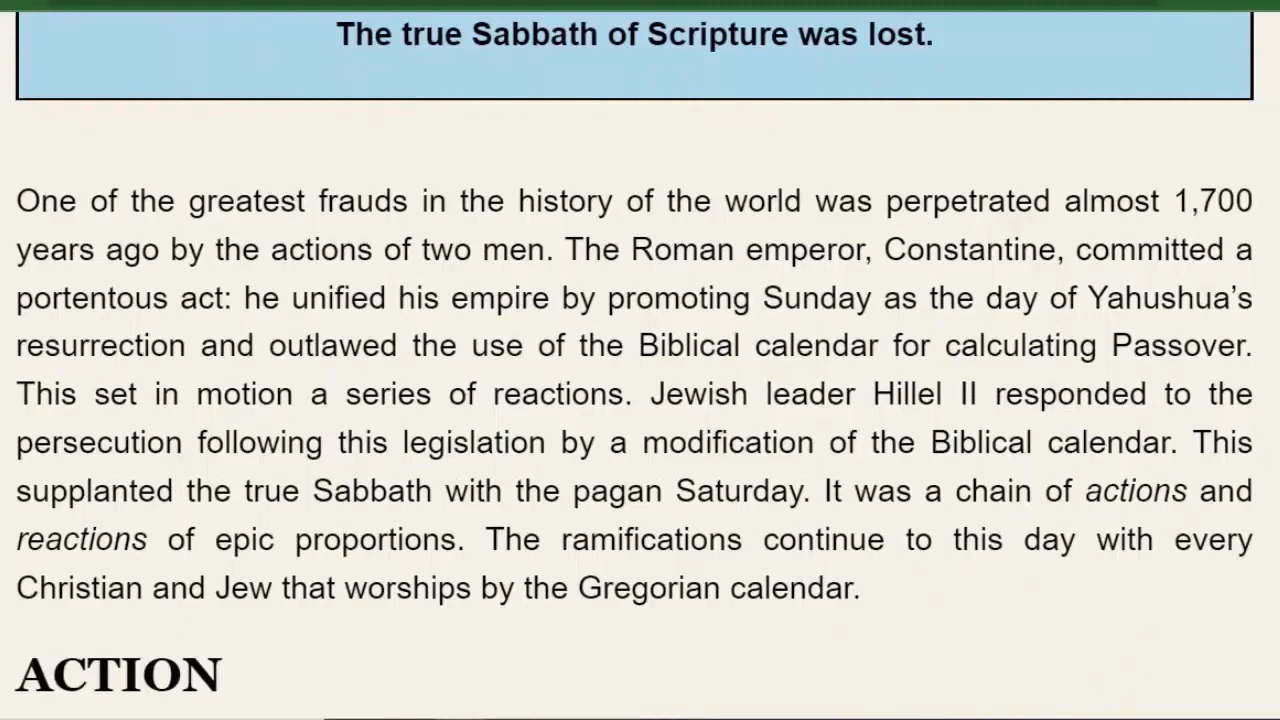 The true Sabbath of Scripture was lost.
One of the greatest frauds in the history of the world was perpetrated almost 1,700
years ago by the actions of two men. The Roman emperor, Constantine, committed a
portentous act: he unified his empire by promoting Sunday as the day of Yahushua’s
resurrection and outlawed the use of the Biblical calendar for calculating Passover.
This set in motion a series of reactions. Jewish leader Hillel II responded to the
persecution following this legislation by a modification of the Biblical calendar. This
supplanted the true Sabbath with the pagan Saturday. It was a chain of actions and
reactions of epic proportions. The ramifications continue to this day with every
Christian and Jew that worships by the Gregorian calendar.
ACTION